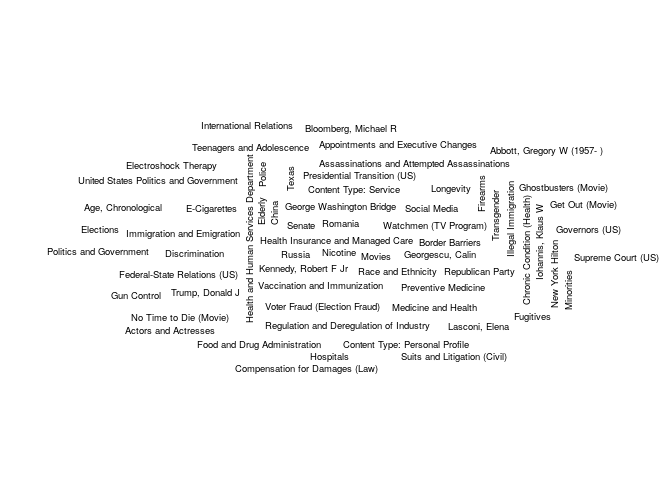 International Relations
Bloomberg, Michael R
Teenagers and Adolescence
Appointments and Executive Changes
Abbott, Gregory W (1957- )
Electroshock Therapy
Assassinations and Attempted Assassinations
Health and Human Services Department
Police
Texas
Presidential Transition (US)
United States Politics and Government
Content Type: Service
Longevity
Firearms
Transgender
Illegal Immigration
Ghostbusters (Movie)
Age, Chronological
E-Cigarettes
Elderly
China
George Washington Bridge
Social Media
Chronic Condition (Health)
Iohannis, Klaus W
Get Out (Movie)
Elections
Immigration and Emigration
Senate
Romania
Watchmen (TV Program)
Governors (US)
Health Insurance and Managed Care
Border Barriers
New York Hilton
Minorities
Politics and Government
Discrimination
Russia
Nicotine
Movies
Georgescu, Calin
Supreme Court (US)
Federal-State Relations (US)
Kennedy, Robert F Jr
Race and Ethnicity
Republican Party
Gun Control
Trump, Donald J
Vaccination and Immunization
Preventive Medicine
Voter Fraud (Election Fraud)
Medicine and Health
No Time to Die (Movie)
Fugitives
Actors and Actresses
Regulation and Deregulation of Industry
Lasconi, Elena
Food and Drug Administration
Content Type: Personal Profile
Hospitals
Suits and Litigation (Civil)
Compensation for Damages (Law)